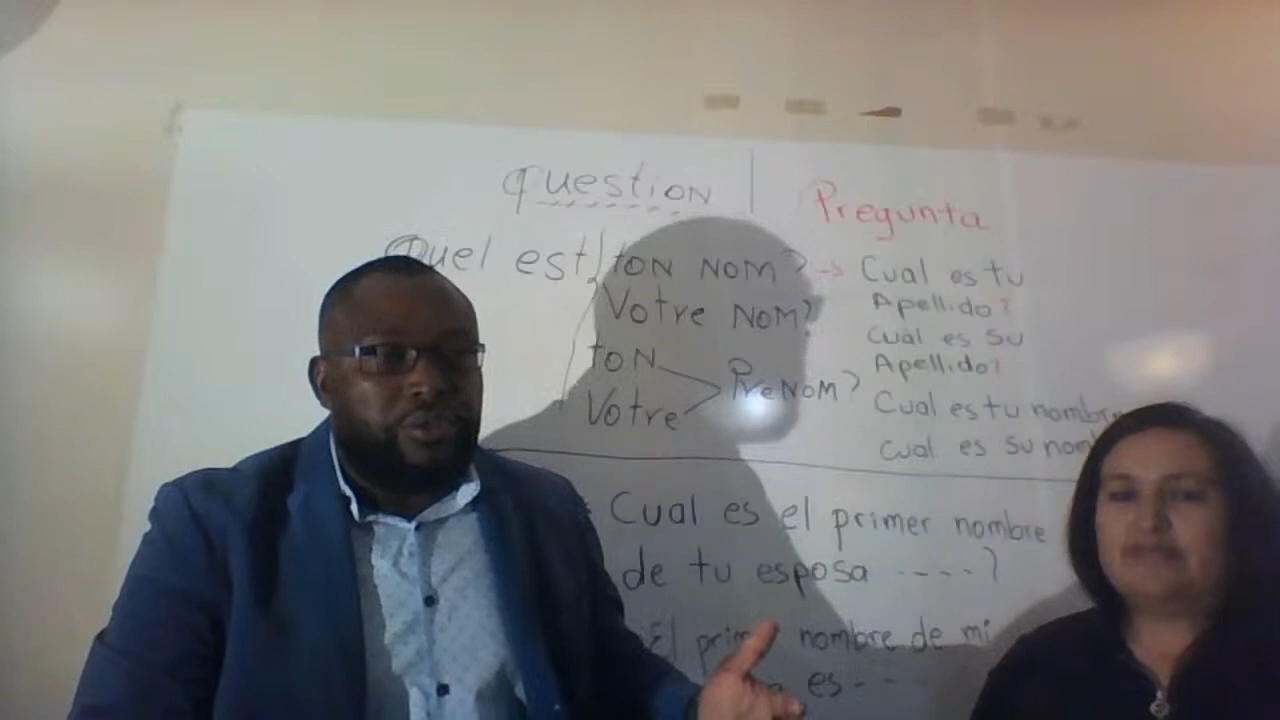 question | Pregunta
Quel est ton nom? → Cual es tu
Apellido?
Votre nom?
Cual es su
Apellido?
ton
Votre
Prenom?
Cual es tu nombre
Cual es su
Cual es el primer nombre
de tu esposa ----?
El nombre de mi
es --